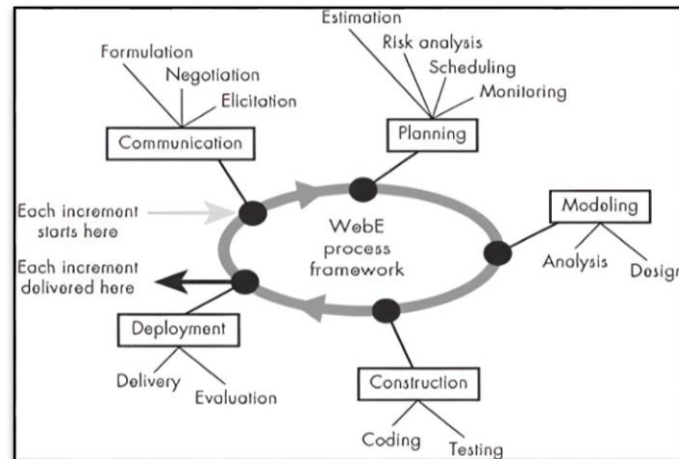 Estimation
Risk analysis
Scheduling
Monitoring
Planning
Formulation
Negotiation
Elicitation
Communication
Each increment
starts here
WebE
process
framework
Modeling
Analysis
Design
Each increment
delivered here
Deployment
Delivery
Evaluation
Construction
Coding
Testing